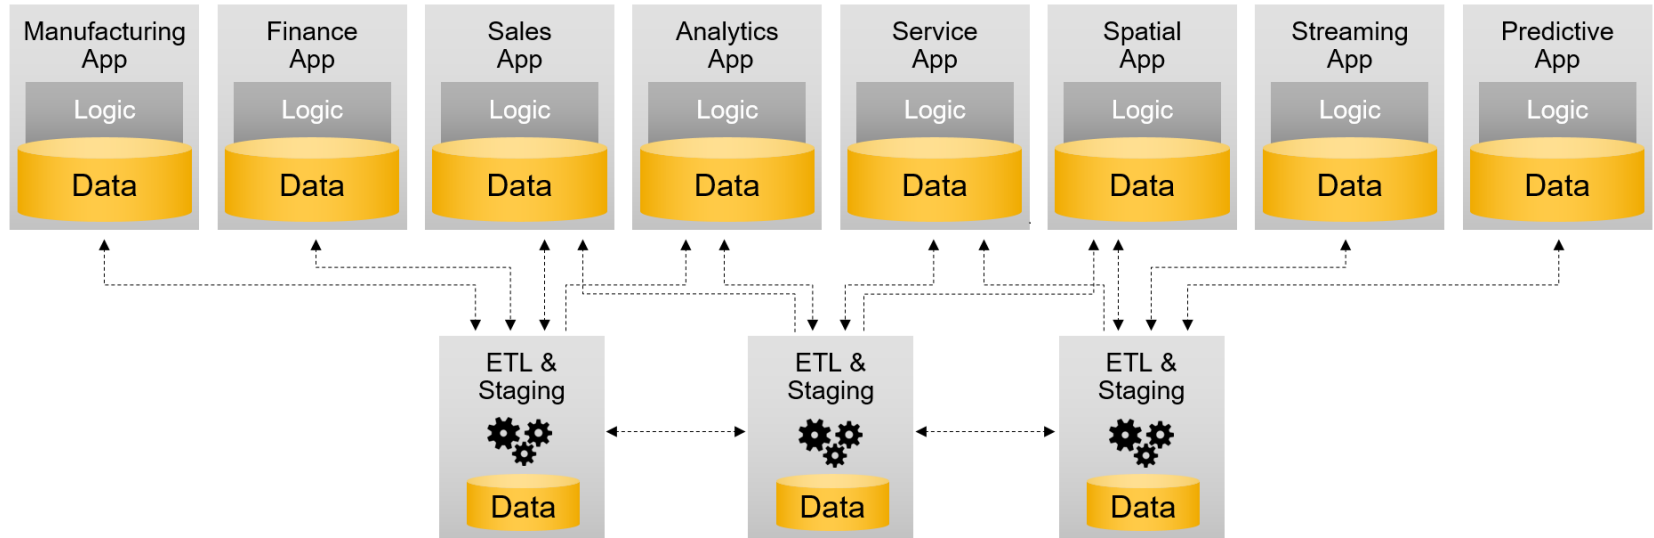 Manufacturing
App
Logic
Data
Finance
App
Logic
Data
Sales
App
Logic
Data
Analytics
App
Logic
Data
Service
App
Logic
Data
Spatial
App
Logic
Data
Streaming
App
Logic
Data
Predictive
App
Logic
Data
ETL &
Staging
Data
ETL &
Staging
Data
ETL &
Staging
Data